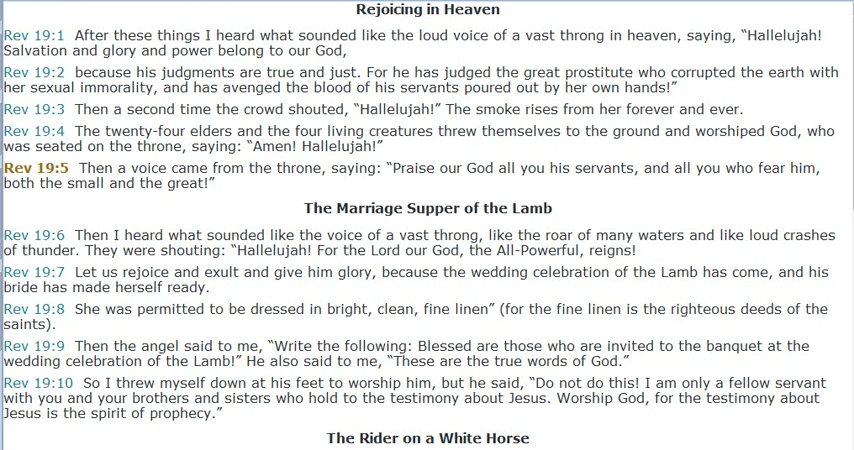 Rejoicing in Heaven
Rev 19:1 After these things I heard what sounded like the loud voice of a vast throng in heaven, saying, “Hallelujah!
Salvation and glory and power belong to our God,
Rev 19:2 because his judgments are true and just. For he has judged the great prostitute who corrupted the earth with
her sexual immorality, and has avenged the blood of his servants poured out by her own hands!”
Rev 19:3 Then a second time the crowd shouted, “Hallelujah!” The smoke rises from her forever and ever.
Rev 19:4 The twenty-four elders and the four living creatures threw themselves to the ground and worshiped God, who
was seated on the throne, saying: “Amen! Hallelujah!”
Rev 19:5 Then a voice came from the throne, saying: “Praise our God all you his servants, and all you who fear him,
both the small and the great!”
The Marriage Supper of the Lamb
Rev 19:6 Then I heard what sounded like the voice of a vast throng, like the roar of many waters and like loud crashes
of thunder. They were shouting: “Hallelujah! For the Lord our God, the All-Powerful, reigns!
Rev 19:7 Let us rejoice and exult and give him glory, because the wedding celebration of the Lamb has come, and his
bride has made herself ready.
Rev 19:8 She was permitted to be dressed in bright, clean, fine linen” (for the fine linen is the righteous deeds of the
saints).
Rev 19:9 Then the angel said to me, “Write the following: Blessed are those who are invited to the banquet at the
wedding celebration of the Lamb!” He also said to me, “These are the true words of God.”
Rev 19:10 So I threw myself down at his feet to worship him, but he said, “Do not do this! I am only a fellow servant
with you and your brothers and sisters who hold to the testimony about Jesus. Worship God, for the testimony about
Jesus is the spirit of prophecy.”
The Rider on a White Horse